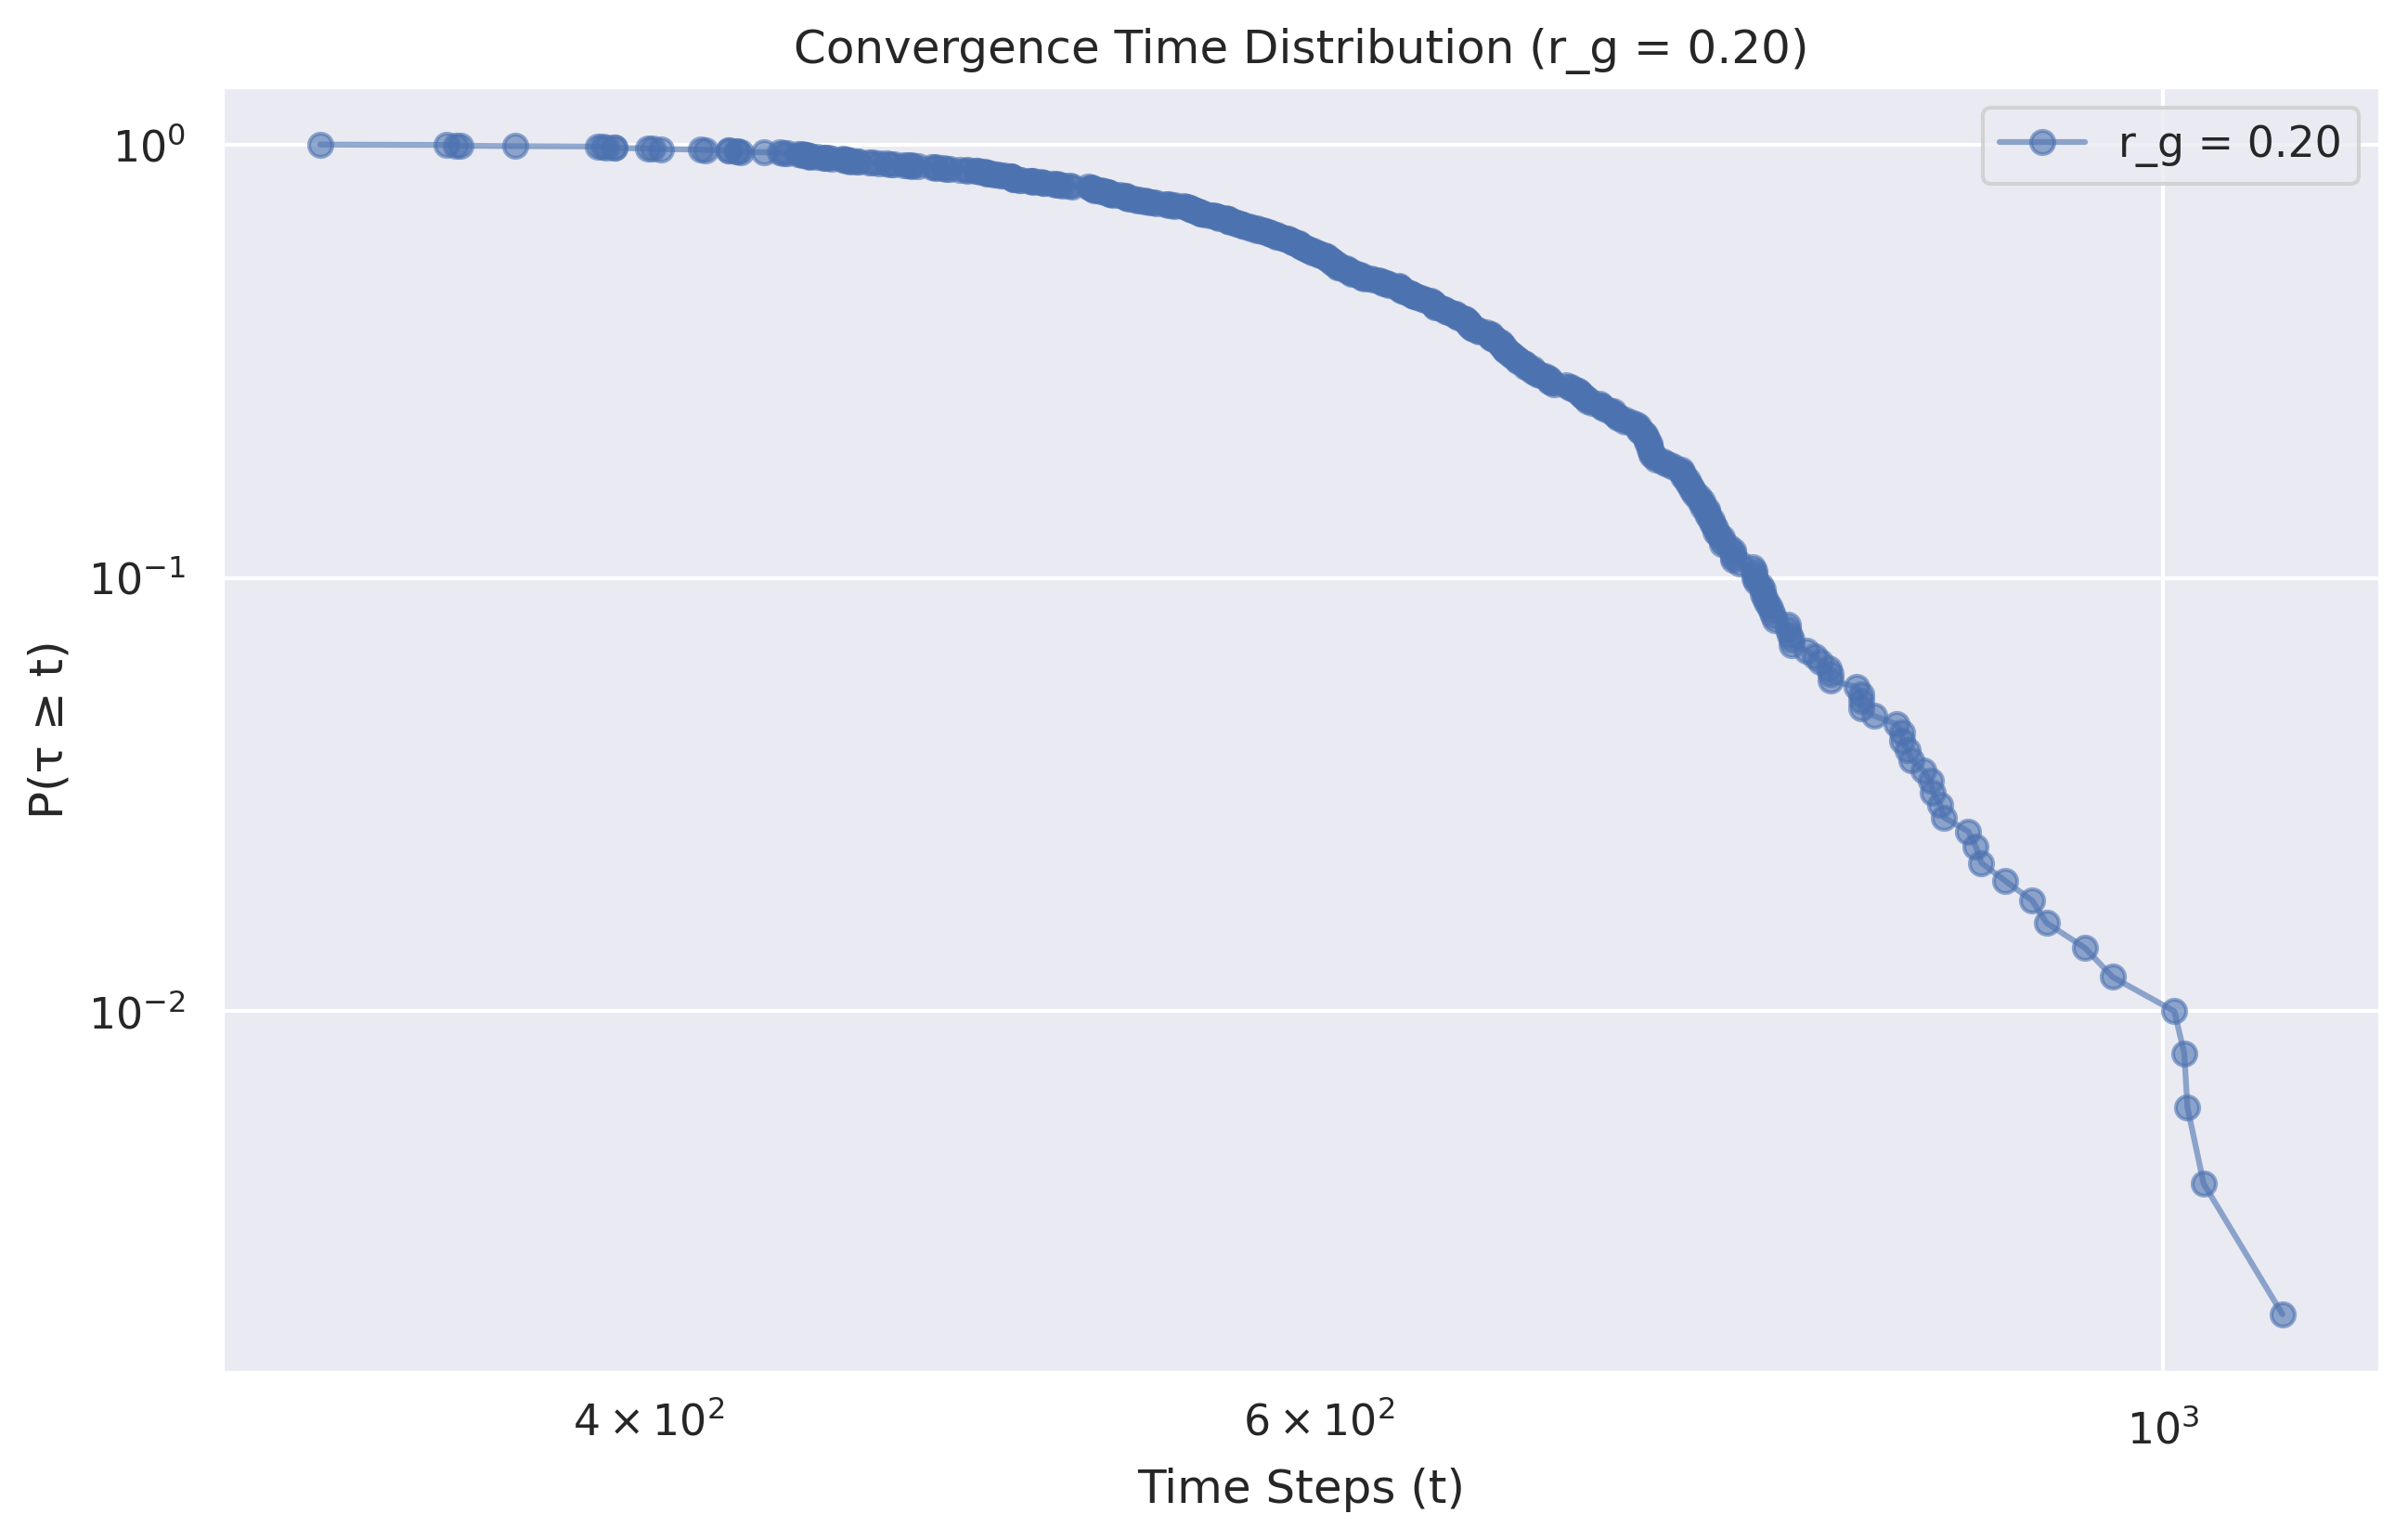 Convergence Time Distribution (r_g = 0.20)
r_g = 0.20
10⁰
10⁻¹
10⁻²
P(τ ≥ t)
4 × 10²
6 × 10²
10³
Time Steps (t)